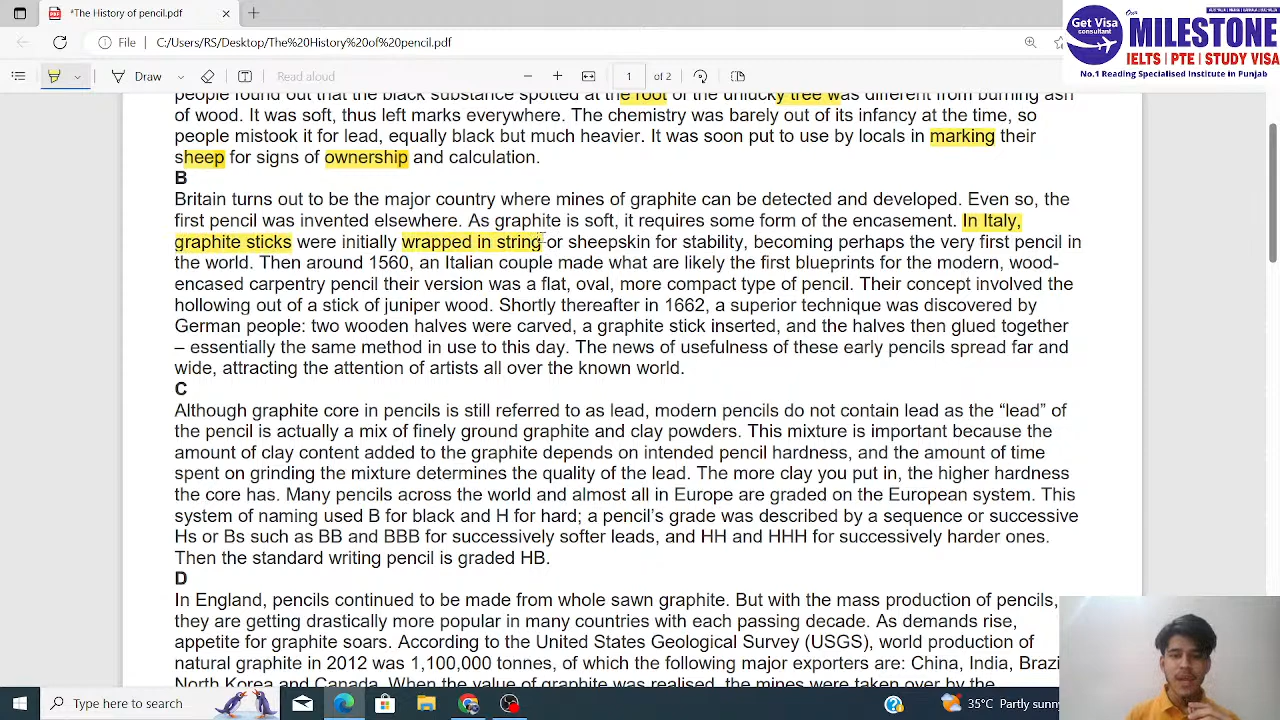 *The History of pencil.pdf
File
C:/Users/RS/Desktop/The%20History%20of%20pencil.pdf
Get Visa
consultant
MILESTONE
IELTS | PTE | STUDY VISA
No.1 Reading Specialised Institute in Punjab
Draw
Read aloud
1
of 2
people found out that the black substance spotted at the root of the unlucky tree was different from burning ash
of wood. It was soft, thus left marks everywhere. The chemistry was barely out of its infancy at the time, so
people mistook it for lead, equally black but much heavier. It was soon put to use by locals in marking their
sheep for signs of ownership and calculation.
B
Britain turns out to be the major country where mines of graphite can be detected and developed. Even so, the
first pencil was invented elsewhere. As graphite is soft, it requires some form of the encasement. In Italy,
graphite sticks were initially wrapped in string or sheepskin for stability, becoming perhaps the very first pencil in
the world. Then around 1560, an Italian couple made what are likely the first blueprints for the modern, wood-
encased carpentry pencil their version was a flat, oval, more compact type of pencil. Their concept involved the
hollowing out of a stick of juniper wood. Shortly thereafter in 1662, a superior technique was discovered by
German people: two wooden halves were carved, a graphite stick inserted, and the halves then glued together
– essentially the same method in use to this day. The news of usefulness of these early pencils spread far and
wide, attracting the attention of artists all over the known world.
C
Although graphite core in pencils is still referred to as lead, modern pencils do not contain lead as the “lead” of
the pencil is actually a mix of finely ground graphite and clay powders. This mixture is important because the
amount of clay content added to the graphite depends on intended pencil hardness, and the amount of time
spent on grinding the mixture determines the quality of the lead. The more clay you put in, the higher hardness
the core has. Many pencils across the world and almost all in Europe are graded on the European system. This
system of naming used B for black and H for hard; a pencil’s grade was described by a sequence or successive
Hs or Bs such as BB and BBB for successively softer leads, and HH and HHH for successively harder ones.
Then the standard writing pencil is graded HB.
D
In England, pencils continued to be made from whole sawn graphite. But with the mass production of pencils,
they are getting drastically more popular in many countries with each passing decade. As demands rise,
appetite for graphite soars. According to the United States Geological Survey (USGS), world production of
natural graphite in 2012 was 1,100,000 tonnes, of which the following major exporters are: China, India, Brazi
North Korea and Canada. When the value of graphite was realised, the mines were taken over by the
Type here to search
35°C Partly sunny